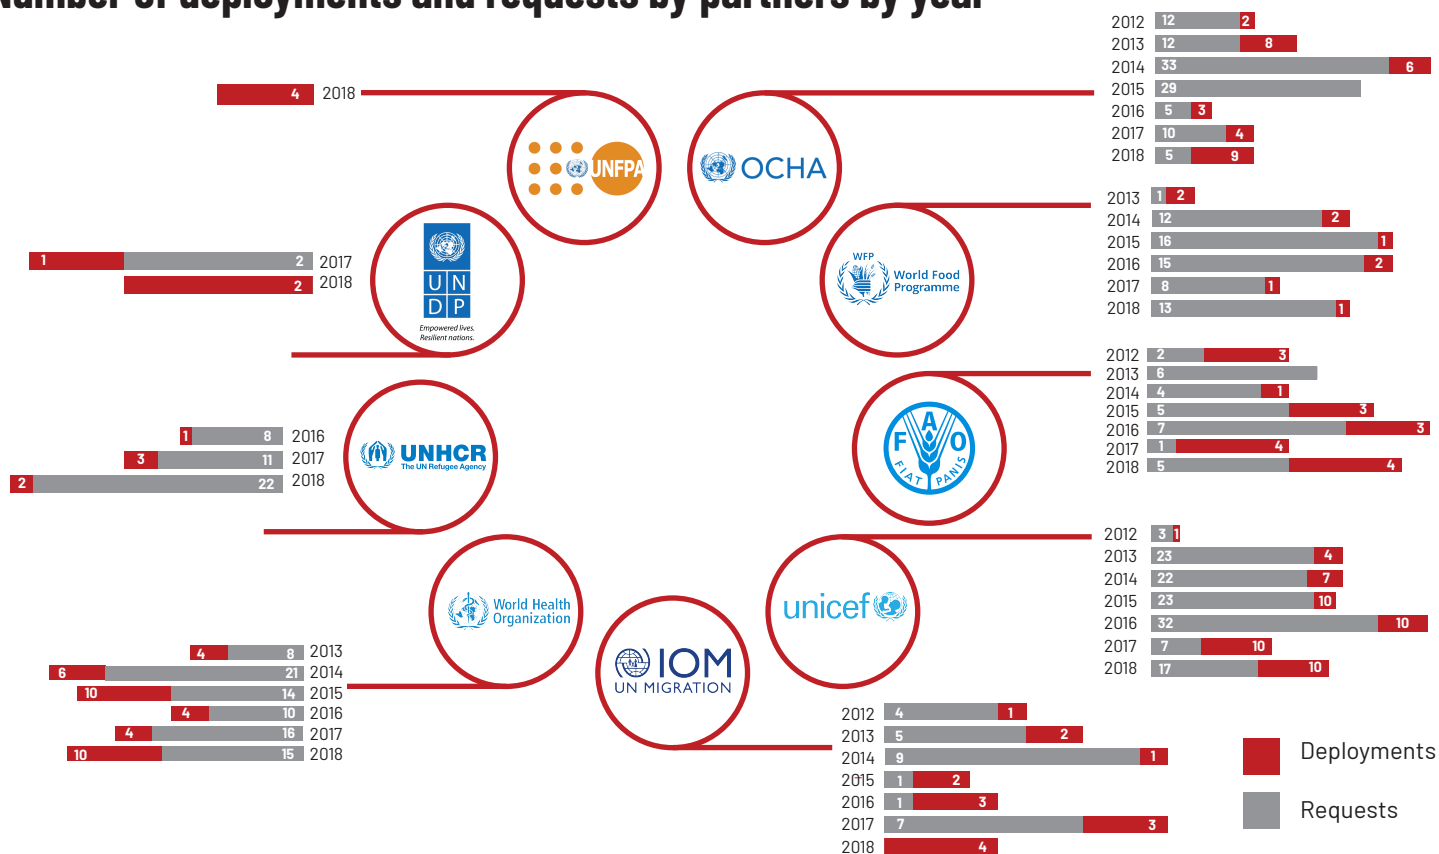 Number of deployments and requests by partners by year
4 2018
UNFPA
1 2 2017
2 2018
UN
DP
Empowered lives.
Resilient nations.
1 8 2016
3 11 2017
2 22 2018
UNHCR
The UN Refugee Agency
World Health
Organization
4 8 2013
6 21 2014
10 14 2015
4 10 2016
4 16 2017
10 15 2018
IOM
UN MIGRATION
OCHA
2012 12 2
2013 12 8
2014 33 6
2015 29
2016 5 3
2017 10 4
2018 5 9
WFP
World Food
Programme
2013 1 2
2014 12 2
2015 16 1
2016 15 2
2017 8 1
2018 13 1
F A O
FIAT PANIS
2012 2 3
2013 6
2014 4 1
2015 5 3
2016 7 3
2017 1 4
2018 5 4
unicef
2012 3 1
2013 23 4
2014 22 7
2015 23 10
2016 32 10
2017 7 10
2018 17 10
2012 4 1
2013 5 2
2014 9 1
2015 1 2
2016 1 3
2017 7 3
2018 4
Deployments
Requests